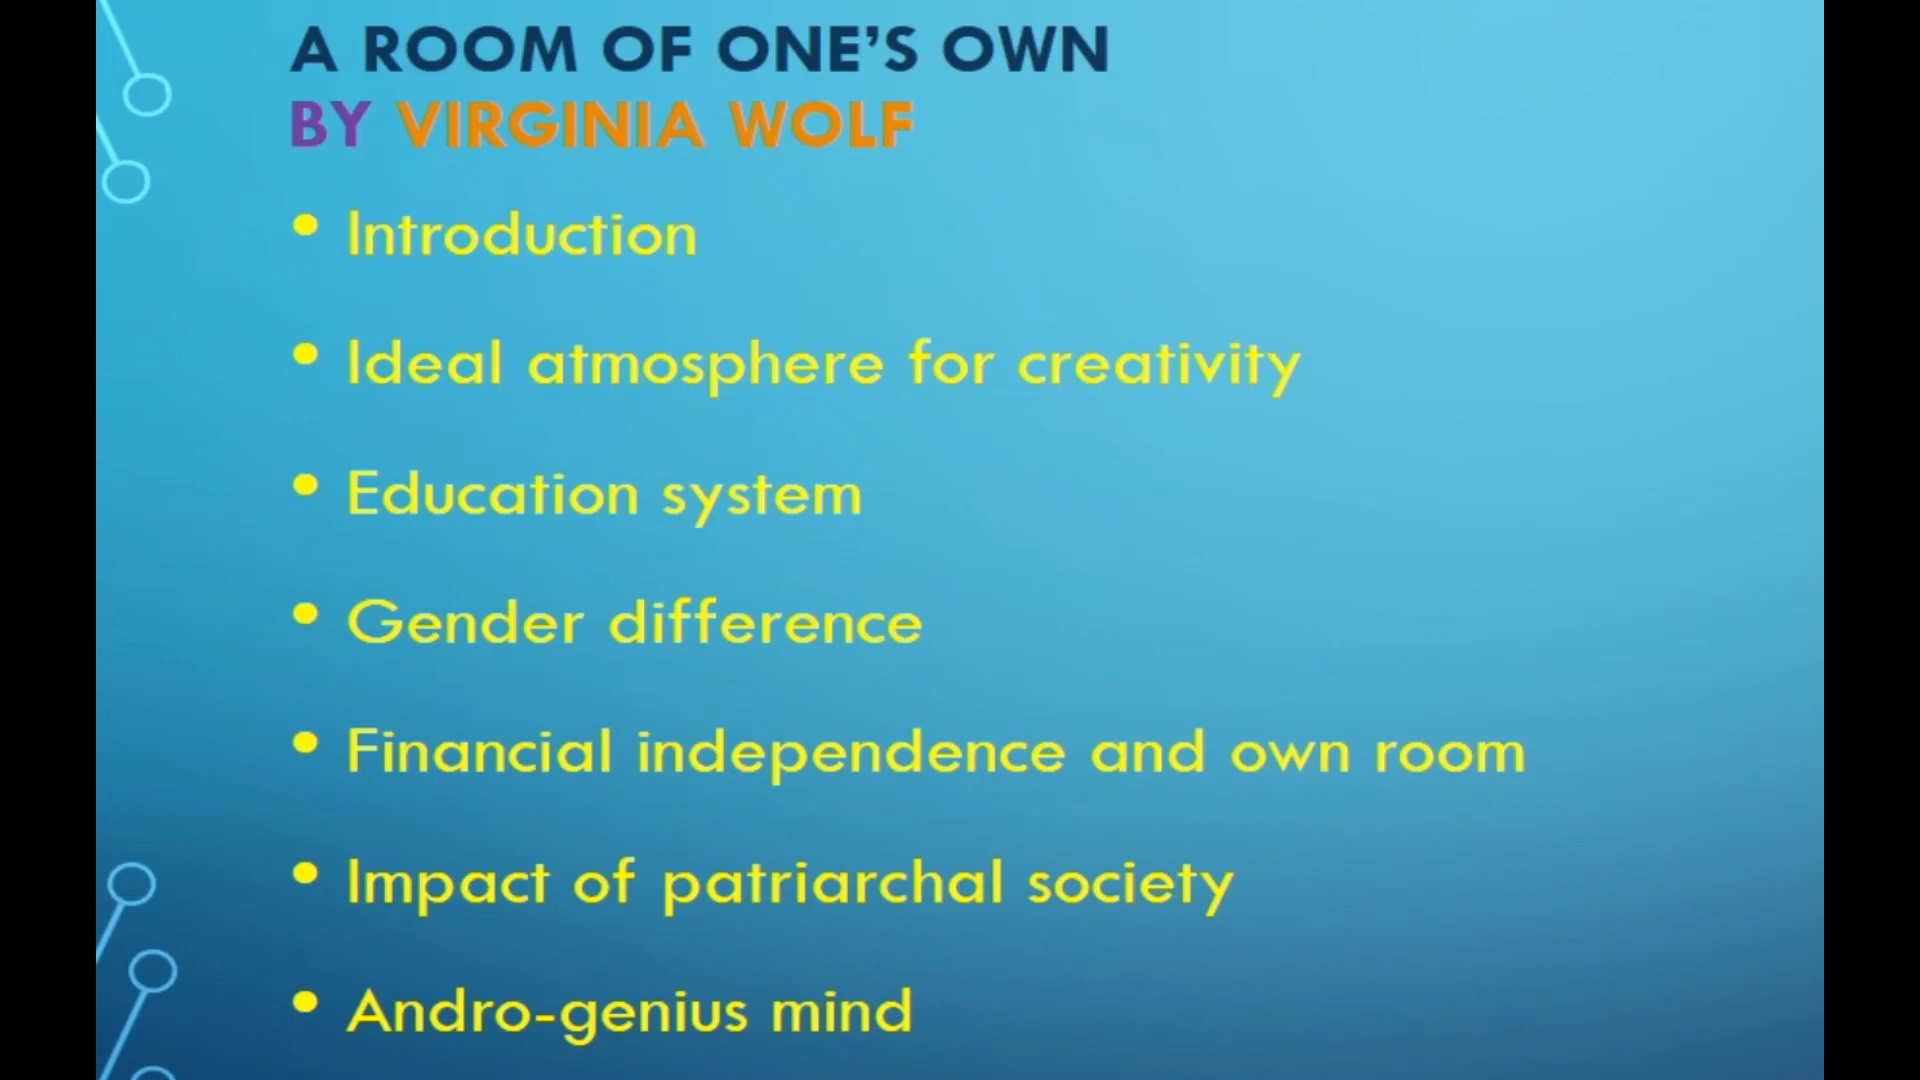 A ROOM OF ONE'S OWN
BY VIRGINIA WOLF
• Introduction
• Ideal atmosphere for creativity
• Education system
• Gender difference
• Financial independence and own room
• Impact of patriarchal society
• Andro-genius mind